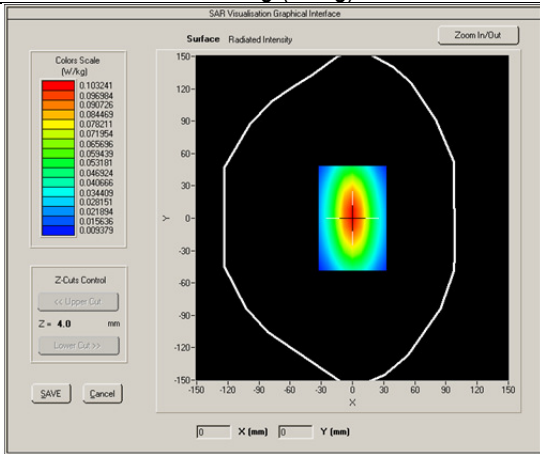 SAR Visualisation Graphical Interface
Surface Radiated Intensity
Zoom In/Out
Colors Scale
(W/kg)
0.103241
0.096984
0.090726
0.084469
0.078211
0.071954
0.065696
0.059439
0.053181
0.046924
0.040666
0.034409
0.028151
0.021894
0.015636
0.009379
Z-Cuts Control
<< Upper Cut
Z = 4.0 mm
Lower Cut >>
SAVE Cancel
150-
120-
90-
60-
30-
0-
-30-
-60-
-90-
-120-
-150-
Y
-150 -120 -90 -60 -30 0 30 60 90 120 150
X
0 X (mm) 0 Y (mm)